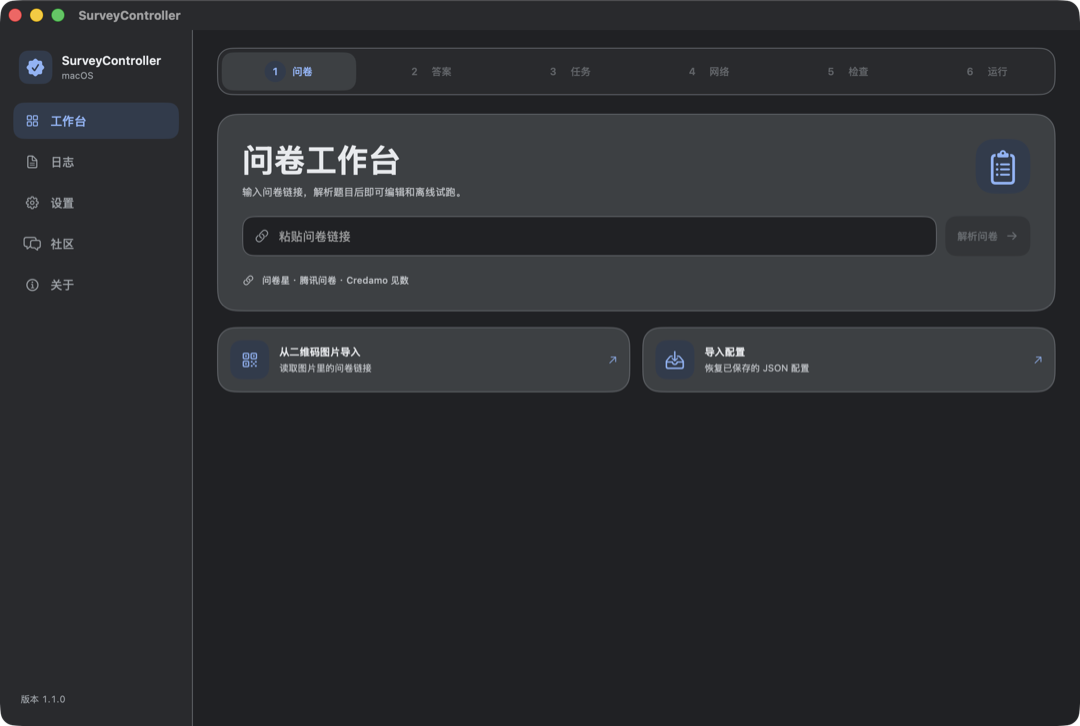 SurveyController
SurveyController
macOS
工作台
日志
设置
社区
关于
版本 1.1.0
1 问卷
2 答案
3 任务
4 网络
5 检查
6 运行
问卷工作台
输入问卷链接，解析题目后即可编辑和离线试跑。
粘贴问卷链接
解析问卷
问卷星 · 腾讯问卷 · Credamo 见数
从二维码图片导入
读取图片里的问卷链接
导入配置
恢复已保存的 JSON 配置